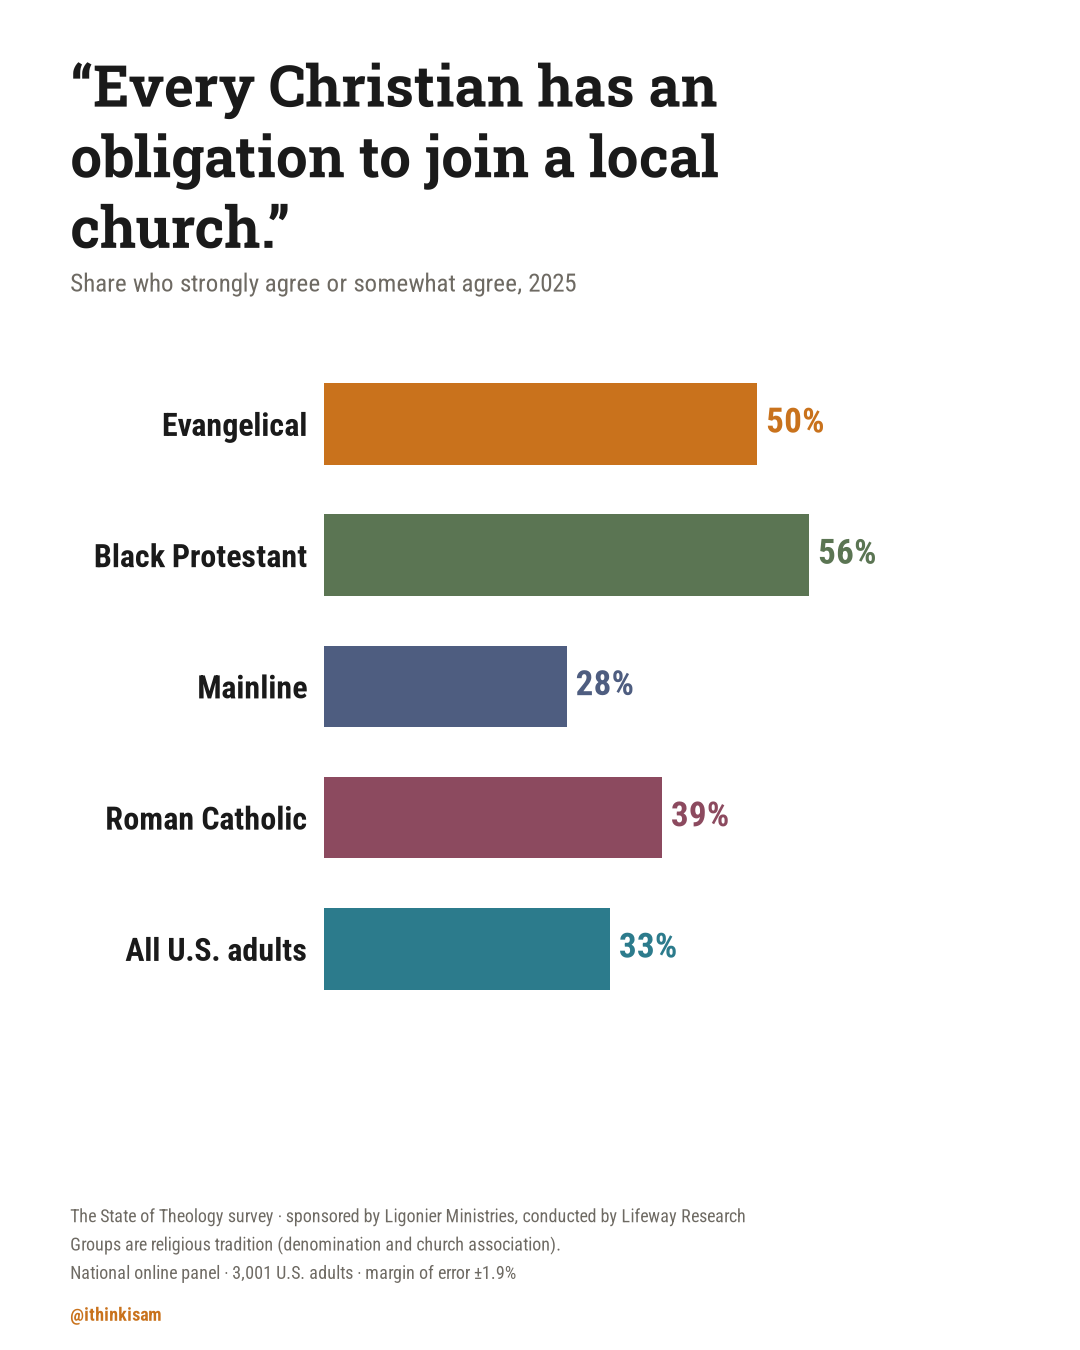 “Every Christian has an
obligation to join a local
church.”
Share who strongly agree or somewhat agree, 2025
Evangelical 50%
Black Protestant 56%
Mainline 28%
Roman Catholic 39%
All U.S. adults 33%
The State of Theology survey · sponsored by Ligonier Ministries, conducted by Lifeway Research
Groups are religious tradition (denomination and church association).
National online panel · 3,001 U.S. adults · margin of error ±1.9%
@ithinkisam